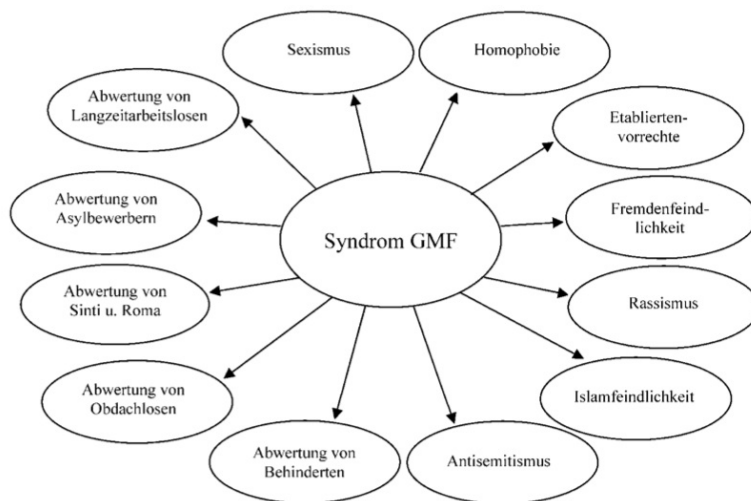 Sexismus
Homophobie
Abwertung von
Langzeitarbeitslosen
Etablierten-
vorrechte
Abwertung von
Asylbewerbern
Syndrom GMF
Fremdenfeind-
lichkeit
Abwertung von
Sinti u. Roma
Rassismus
Abwertung von
Obdachlosen
Islamfeindlichkeit
Abwertung von
Behinderten
Antisemitismus